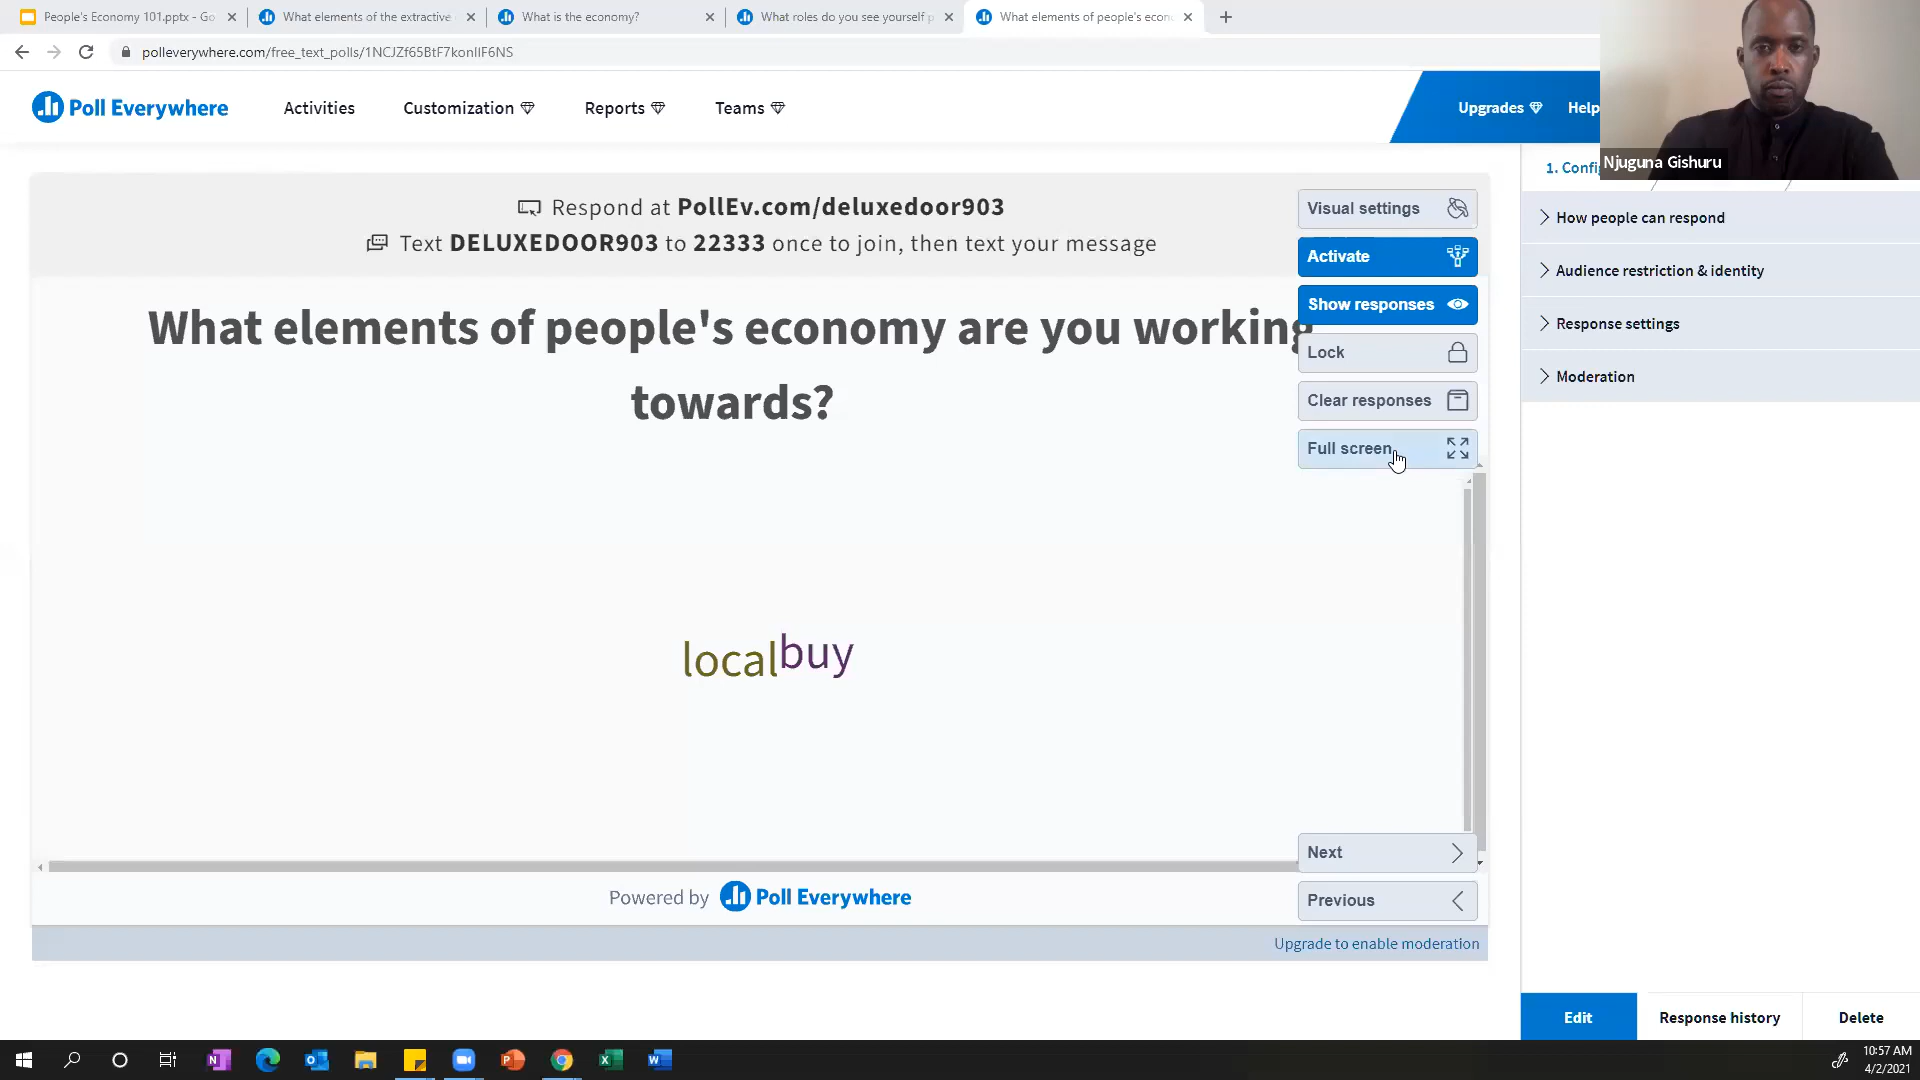 People's Economy 101.pptx - Go
What elements of the extractive
What is the economy?
What roles do you see yourself p
What elements of people's econ
polleverywhere.com/free_text_polls/1NCJZf65BtF7konIIF6NS
Poll Everywhere
Activities
Customization
Reports
Teams
Upgrades
Help
Njuguna Gishuru
1. Confi
Respond at PollEv.com/deluxedoor903
Text DELUXEDOOR903 to 22333 once to join, then text your message
What elements of people's economy are you working
towards?
localbuy
Visual settings
Activate
Show responses
Lock
Clear responses
Full screen
Next
Previous
Powered by Poll Everywhere
Upgrade to enable moderation
How people can respond
Audience restriction & identity
Response settings
Moderation
Edit
Response history
Delete
10:57 AM
4/2/2021